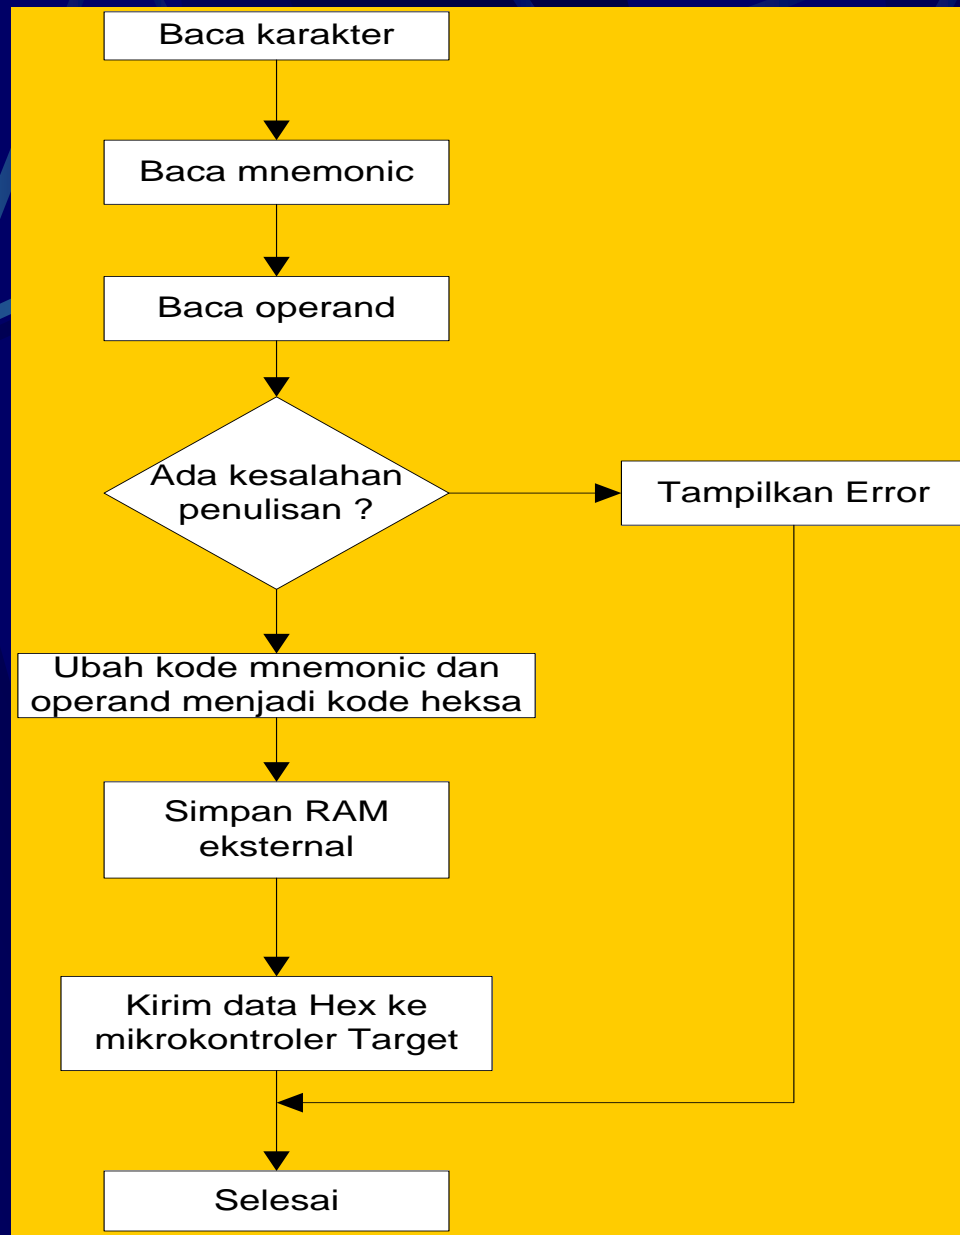 Baca karakter
Baca mnemonic
Baca operand
Ada kesalahan
penulisan ?
Tampilkan Error
Ubah kode mnemonic dan
operand menjadi kode heksa
Simpan RAM
eksternal
Kirim data Hex ke
mikrokontroler Target
Selesai